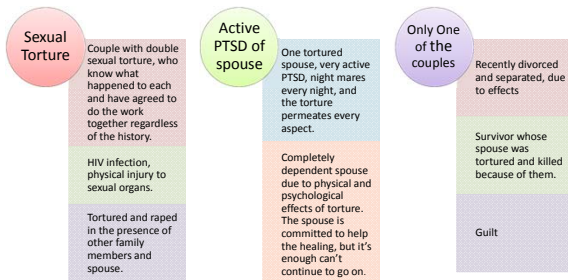 Sexual
Torture
Couple with double
sexual torture, who
know what
happened to each
and have agreed to
do the work
together regardless
of the history.
HIV infection,
physical injury to
sexual organs.
Tortured and raped
in the presence of
other family
members and
spouse.
Active
PTSD of
spouse
One tortured
spouse, very active
PTSD, night mares
every night, and
the torture
permeates every
aspect.
Completely
dependent spouse
due to physical and
psychological
effects of torture.
The spouse is
committed to help
the healing, but it's
enough can't
continue to go on.
Only One
of the
couples
Recently divorced
and separated, due
to effects
Survivor whose
spouse was
tortured and killed
because of them.
Guilt